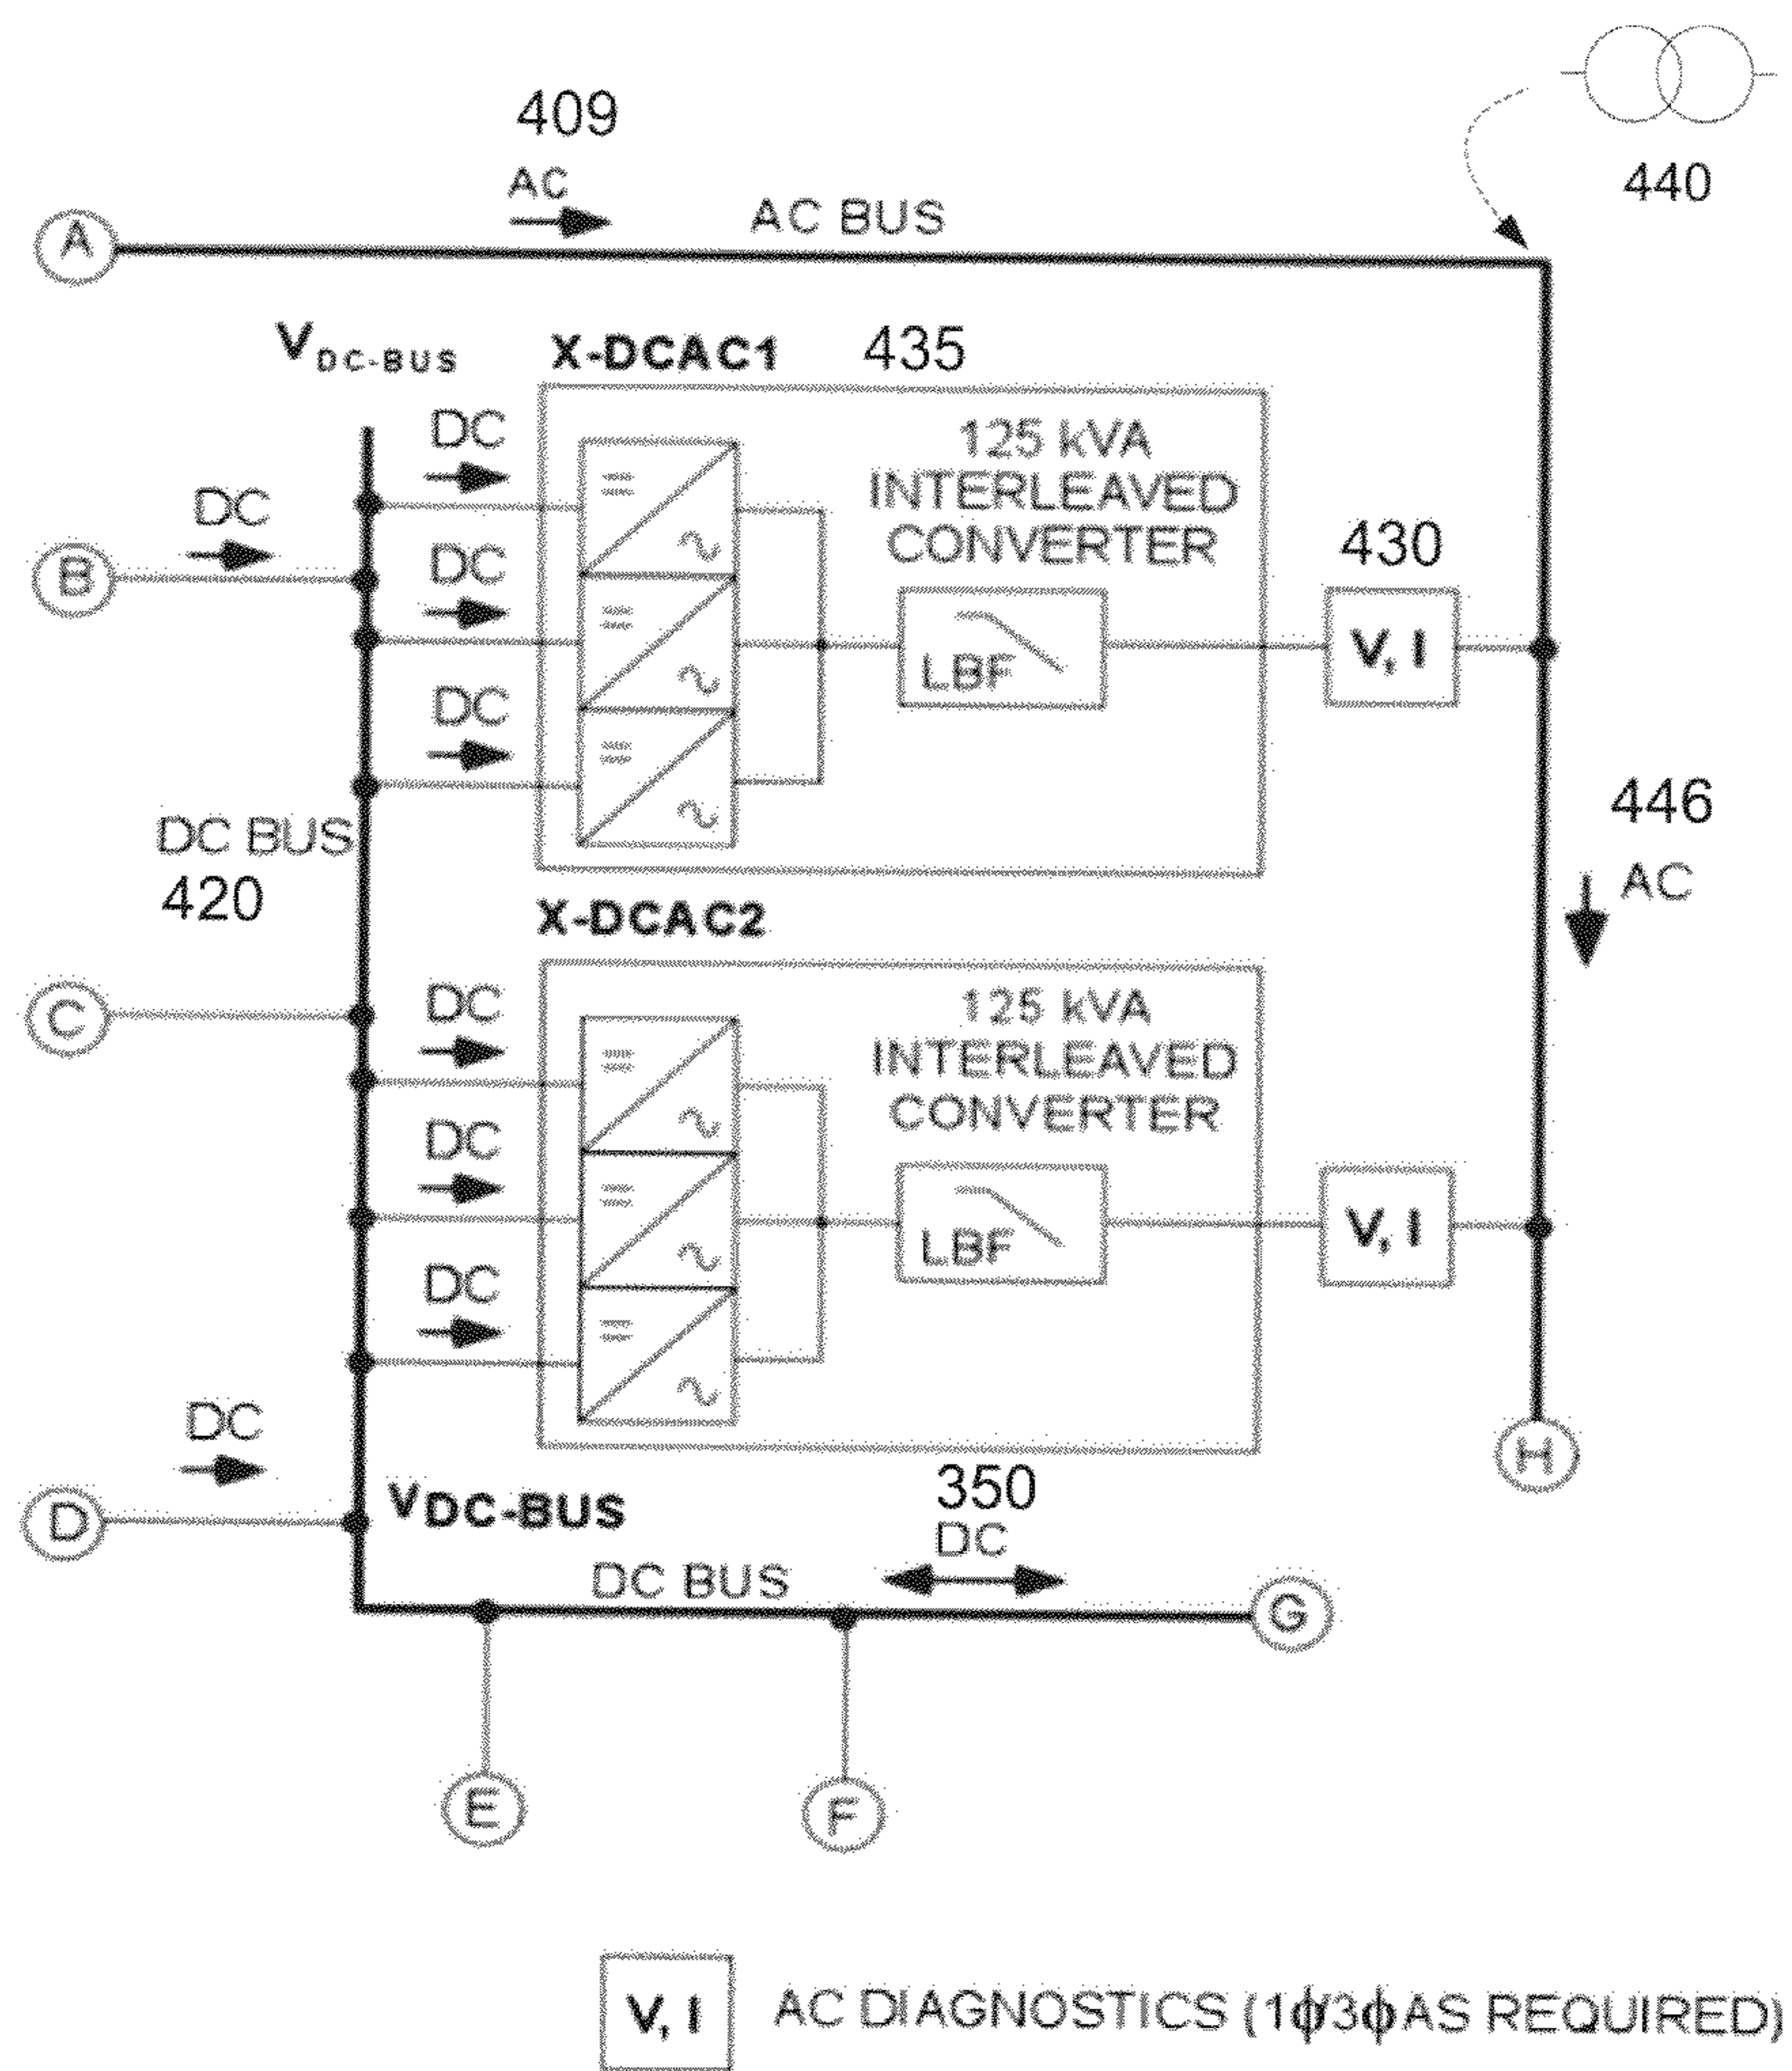 409
AC
AC BUS
440
A
V DC-BUS
X-DCAC1
435
DC
125 kVA
INTERLEAVED
CONVERTER
DC
B
DC
430
LBF
V, I
DC
DC BUS
420
446
AC
X-DCAC2
C
DC
125 kVA
INTERLEAVED
CONVERTER
DC
LBF
V, I
DC
DC
H
D
VDC-BUS
350
DC
DC BUS
G
E
F
V, I
AC DIAGNOSTICS (1ϕ/3ϕ AS REQUIRED)